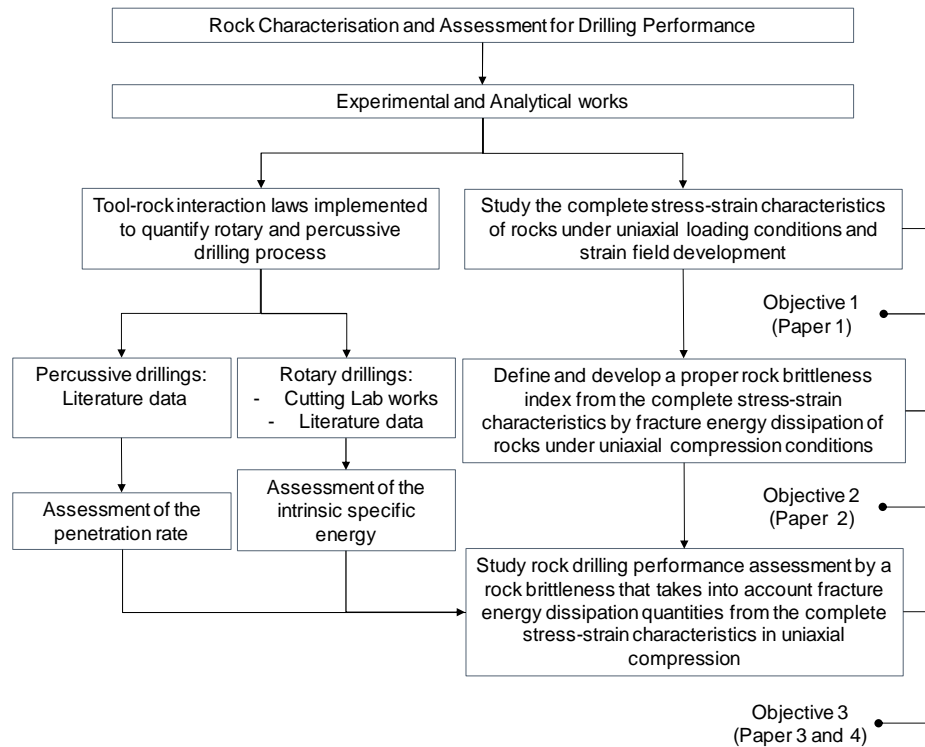 Rock Characterisation and Assessment for Drilling Performance
Experimental and Analytical works
Tool-rock interaction laws implemented
to quantify rotary and percussive
drilling process
Study the complete stress-strain characteristics
of rocks under uniaxial loading conditions and
strain field development
Objective 1
(Paper 1)
Percussive drillings:
Literature data
Rotary drillings:
- Cutting Lab works
- Literature data
Define and develop a proper rock brittleness
index from the complete stress-strain
characteristics by fracture energy dissipation of
rocks under uniaxial compression conditions
Assessment of the
penetration rate
Assessment of the
intrinsic specific
energy
Objective 2
(Paper 2)
Study rock drilling performance assessment by a
rock brittleness that takes into account fracture
energy dissipation quantities from the complete
stress-strain characteristics in uniaxial
compression
Objective 3
(Paper 3 and 4)